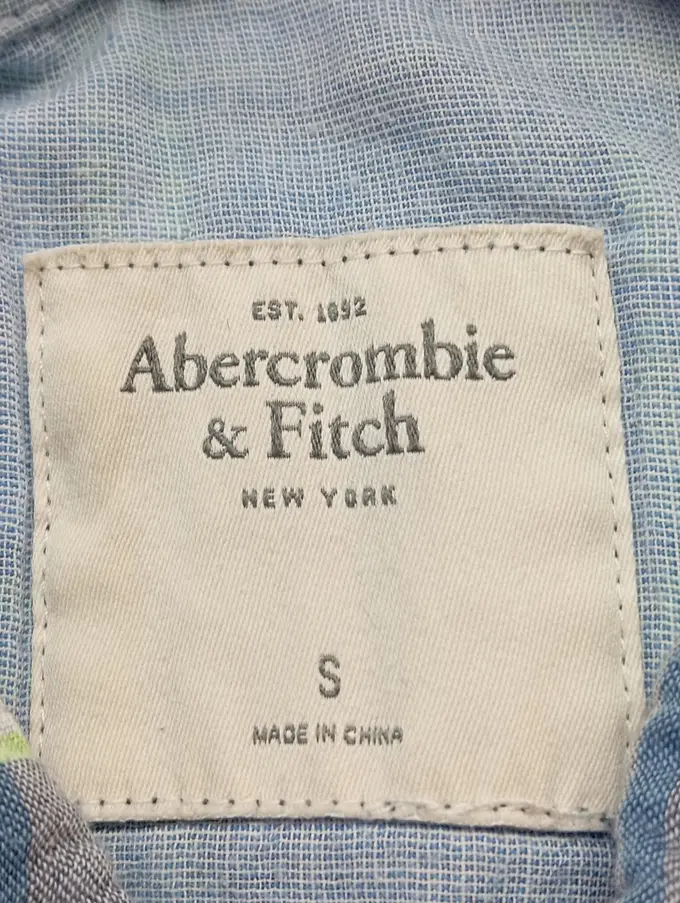 EST. 1892
Abercrombie
& Fitch
NEW YORK
S
MADE IN CHINA